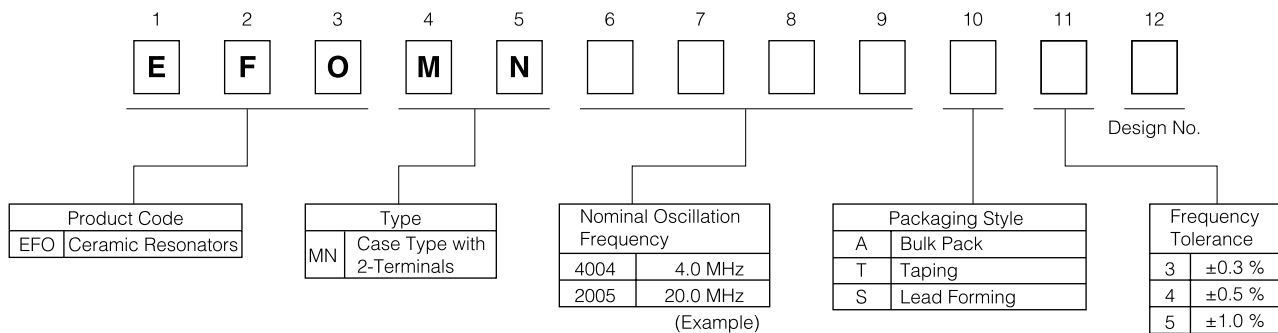 1 2 3 4 5 6 7 8 9 10 11 12
E F O M N
Design No.
Product Code
EFO Ceramic Resonators
Type
MN Case Type with
2-Terminals
Nominal Oscillation
Frequency
4004 4.0 MHz
2005 20.0 MHz
(Example)
Packaging Style
A Bulk Pack
T Taping
S Lead Forming
Frequency
Tolerance
3 ±0.3 %
4 ±0.5 %
5 ±1.0 %